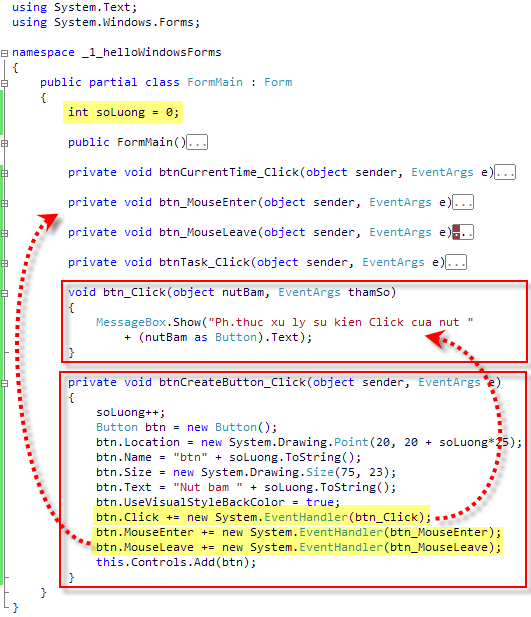 using System.Text;
using System.Windows.Forms;
namespace _1_helloWindowsForms
{
public partial class FormMain : Form
{
int soLuong = 0;
public FormMain()...
private void btnCurrentTime_Click(object sender, EventArgs e)...
private void btn_MouseEnter(object sender, EventArgs e)...
private void btn_MouseLeave(object sender, EventArgs e)...
private void btnTask_Click(object sender, EventArgs e)...
void btn_Click(object nutBam, EventArgs thamSo)
{
MessageBox.Show("Ph.thuc xu ly su kien Click cua nut "
+ (nutBam as Button).Text);
}
private void btnCreateButton_Click(object sender, EventArgs e)
{
soLuong++;
Button btn = new Button();
btn.Location = new System.Drawing.Point(20, 20 + soLuong*25);
btn.Name = "btn" + soLuong.ToString();
btn.Size = new System.Drawing.Size(75, 23);
btn.Text = "Nut bam " + soLuong.ToString();
btn.UseVisualStyleBackColor = true;
btn.Click += new System.EventHandler(btn_Click);
btn.MouseEnter += new System.EventHandler(btn_MouseEnter);
btn.MouseLeave += new System.EventHandler(btn_MouseLeave);
this.Controls.Add(btn);
}
}
}